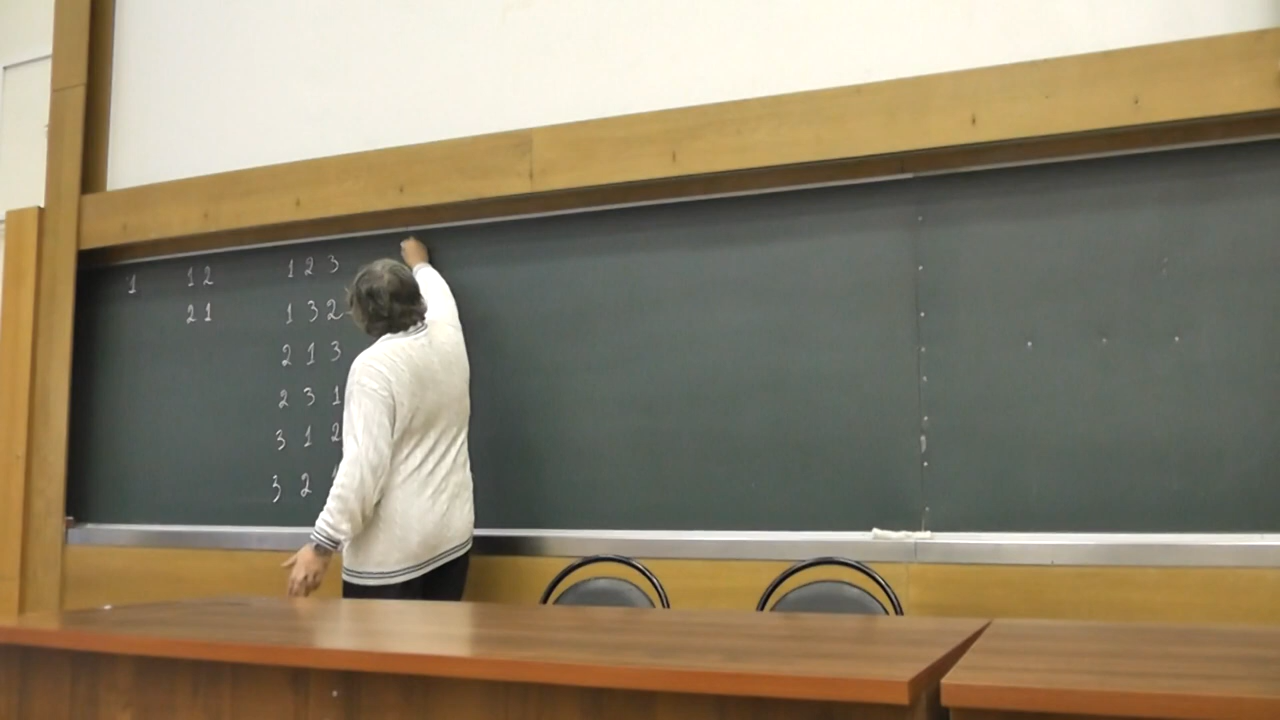 1
1 2
2 1
1 2 3
1 3 2
2 1 3
2 3 1
3 1 2
3 2